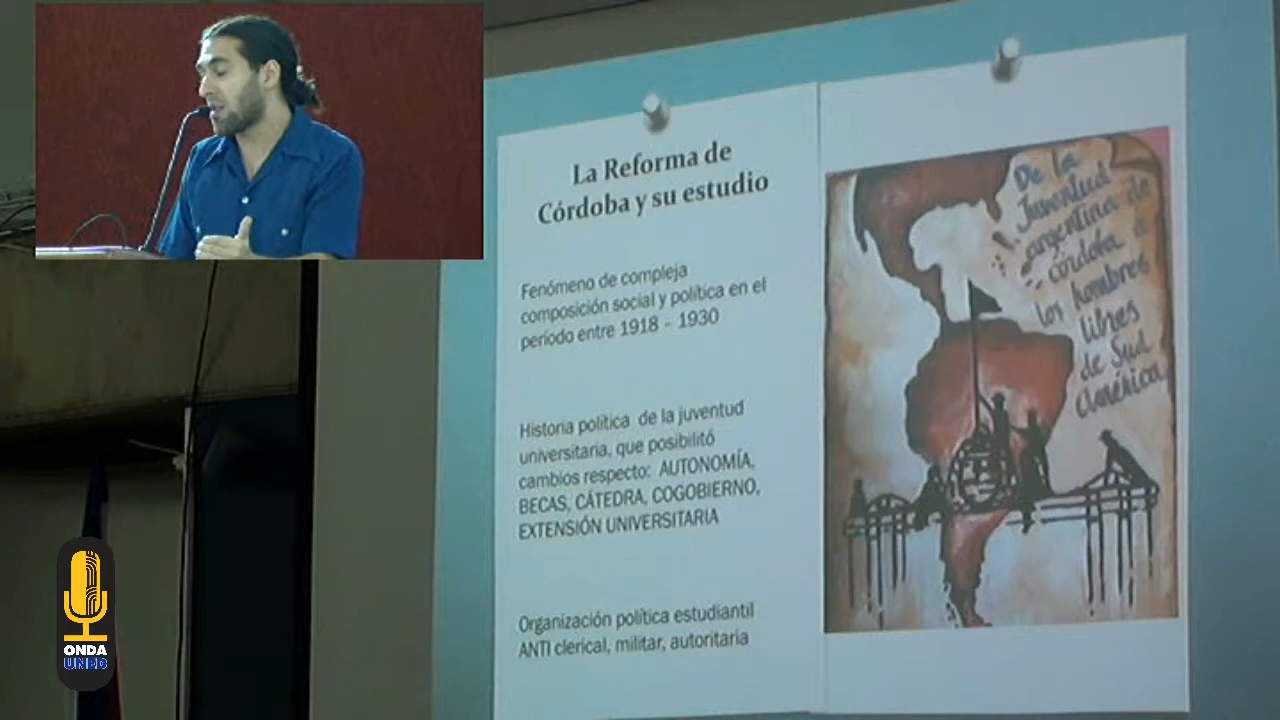 La Reforma de
Córdoba y su estudio
Fenómeno de compleja
composición social y política en el
período entre 1918 - 1930
Historia política de la juventud
universitaria, que posibilitó
cambios respecto: AUTONOMÍA,
BECAS, CÁTEDRA, COGOBIERNO,
EXTENSIÓN UNIVERSITARIA
Organización política estudiantil
ANTI clerical, militar, autoritaria
De la
Juventud
argentina de
córdoba a
los hombres
libres
de Sud
América
ONDA
UNED